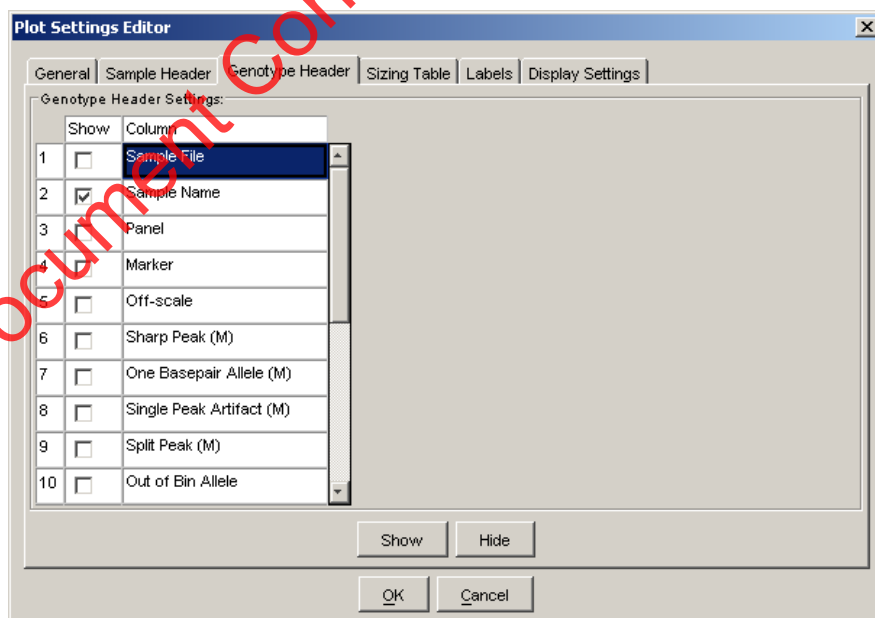 Plot Settings Editor
General Sample Header Genotype Header Sizing Table Labels Display Settings
Genotype Header Settings:
Show Column
1 Sample File
2 Sample Name
3 Panel
4 Marker
5 Off-scale
6 Sharp Peak (M)
7 One Basepair Allele (M)
8 Single Peak Artifact (M)
9 Split Peak (M)
10 Out of Bin Allele
Show Hide
OK Cancel